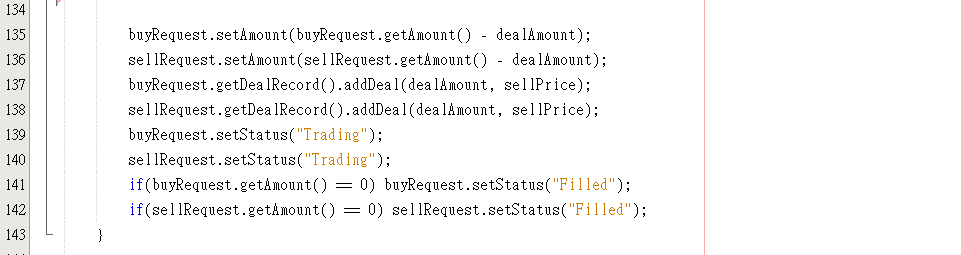 134
135 buyRequest.setAmount(buyRequest.getAmount() - dealAmount);
136 sellRequest.setAmount(sellRequest.getAmount() - dealAmount);
137 buyRequest.getDealRecord().addDeal(dealAmount, sellPrice);
138 sellRequest.getDealRecord().addDeal(dealAmount, sellPrice);
139 buyRequest.setStatus("Trading");
140 sellRequest.setStatus("Trading");
141 if(buyRequest.getAmount() == 0) buyRequest.setStatus("Filled");
142 if(sellRequest.getAmount() == 0) sellRequest.setStatus("Filled");
143 }